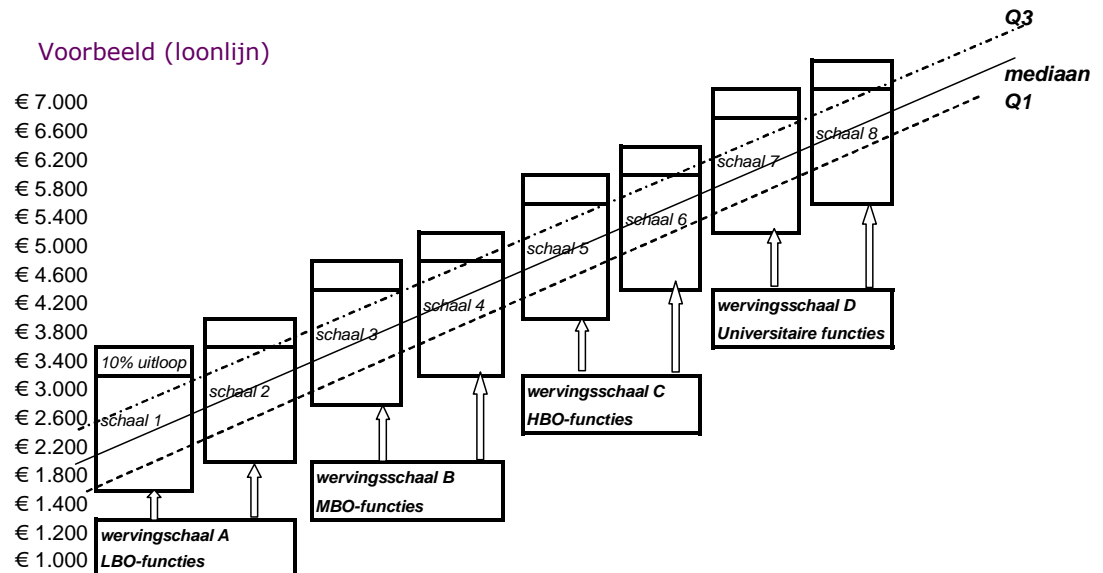 Q3
Voorbeeld (loonlijn)
mediaan
Q1
€ 7.000
€ 6.600
€ 6.200
€ 5.800
€ 5.400
€ 5.000
€ 4.600
€ 4.200
€ 3.800
€ 3.400
€ 3.000
€ 2.600
€ 2.200
€ 1.800
€ 1.400
€ 1.200
€ 1.000
10% uitloop
schaal 1
schaal 2
schaal 3
schaal 4
schaal 5
schaal 6
schaal 7
schaal 8
wervingschaal A
LBO-functies
wervingsschaal B
MBO-functies
wervingsschaal C
HBO-functies
wervingsschaal D
Universitaire functies